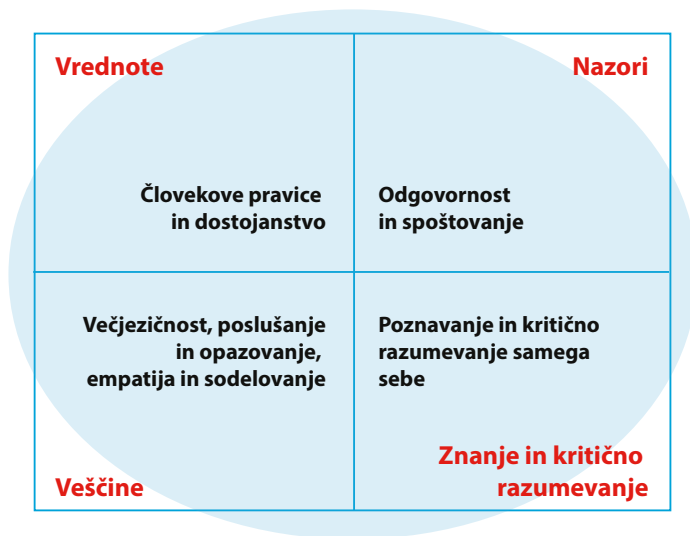 Vrednote
Nazori
Človekove pravice
in dostojanstvo
Odgovornost
in spoštovanje
Večjezičnost, poslušanje
in opazovanje,
empatija in sodelovanje
Poznavanje in kritično
razumevanje samega
sebe
Veščine
Znanje in kritično
razumevanje